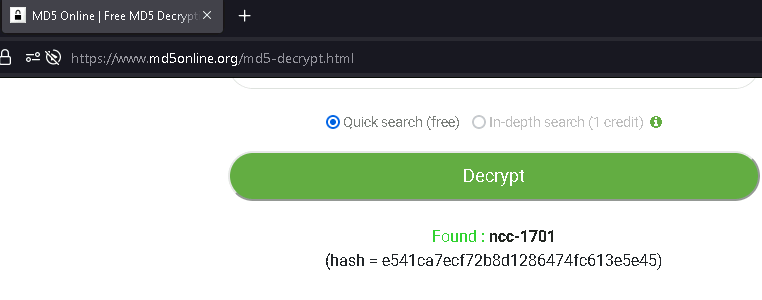 MD5 Online | Free MD5 Decrypt
https://www.md5online.org/md5-decrypt.html
Quick search (free) In-depth search (1 credit)
Decrypt
Found : ncc-1701
(hash = e541ca7ecf72b8d1286474fc613e5e45)